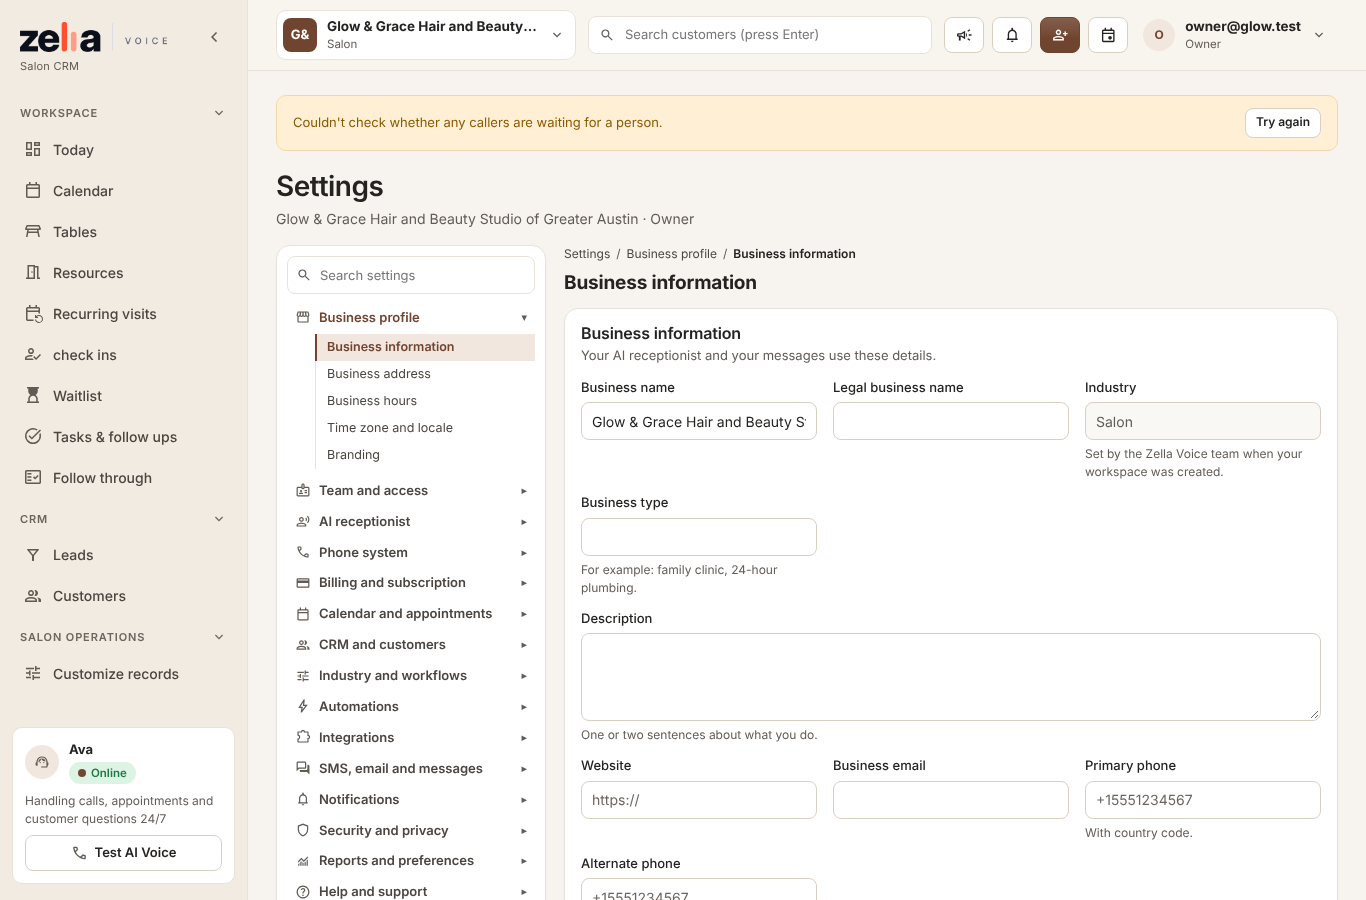 zella
VOICE
Salon CRM
WORKSPACE
Today
Calendar
Tables
Resources
Recurring visits
check ins
Waitlist
Tasks & follow ups
Follow through
CRM
Leads
Customers
SALON OPERATIONS
Customize records
Ava
Online
Handling calls, appointments and
customer questions 24/7
Test AI Voice
G&
Glow & Grace Hair and Beauty...
Salon
Search customers (press Enter)
O
owner@glow.test
Owner
Couldn't check whether any callers are waiting for a person.
Try again
Settings
Glow & Grace Hair and Beauty Studio of Greater Austin · Owner
Search settings
Business profile
Business information
Business address
Business hours
Time zone and locale
Branding
Team and access
AI receptionist
Phone system
Billing and subscription
Calendar and appointments
CRM and customers
Industry and workflows
Automations
Integrations
SMS, email and messages
Notifications
Security and privacy
Reports and preferences
Help and support
Settings / Business profile / Business information
Business information
Business information
Your AI receptionist and your messages use these details.
Business name
Glow & Grace Hair and Beauty S
Legal business name
Industry
Salon
Set by the Zella Voice team when your
workspace was created.
Business type
For example: family clinic, 24-hour
plumbing.
Description
One or two sentences about what you do.
Website
https://
Business email
Primary phone
+15551234567
With country code.
Alternate phone
+15551234567